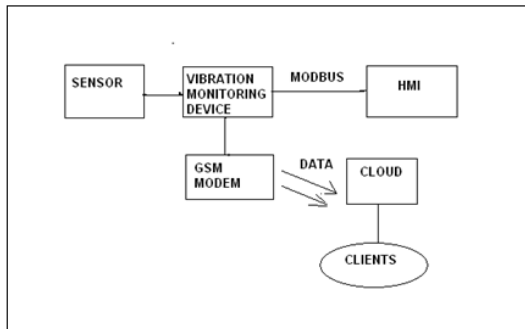 SENSOR
VIBRATION
MONITORING
DEVICE
MODBUS
HMI
GSM
MODEM
DATA
CLOUD
CLIENTS